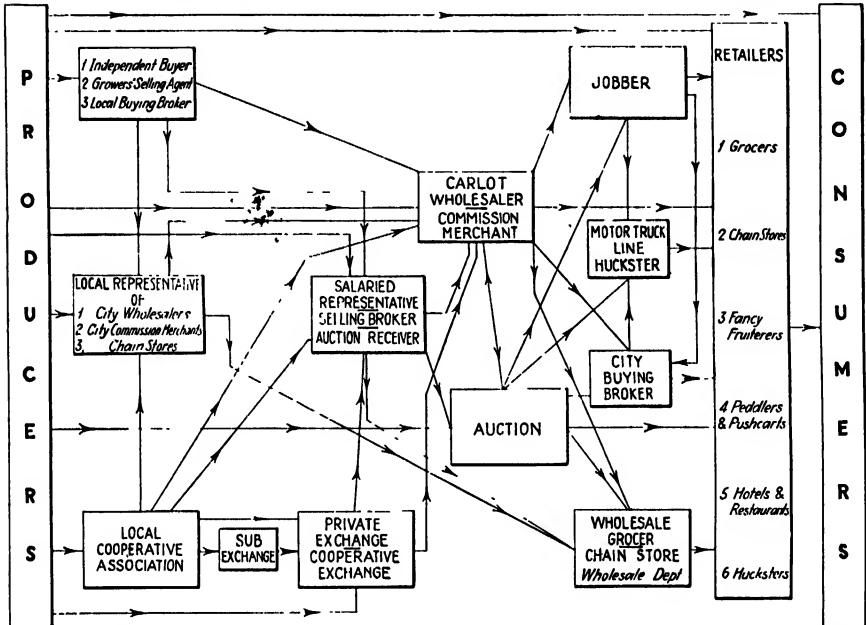 PRODUCERS
1 Independent Buyer
2 Growers' Selling Agent
3 Local Buying Broker
LOCAL REPRESENTATIVE
OF
1 City Wholesalers
2 City Commission Merchants
3, Chain Stores
LOCAL
COOPERATIVE
ASSOCIATION
SUB
EXCHANGE
PRIVATE
EXCHANGE
COOPERATIVE
EXCHANGE
SALARIED
REPRESENTATIVE
SELLING BROKER
AUCTION RECEIVER
CARLOT
WHOLESALER
COMMISSION
MERCHANT
AUCTION
JOBBER
MOTOR TRUCK
LINE
HUCKSTER
CITY
BUYING
BROKER
WHOLESALE
GROCER
CHAIN STORE
Wholesale Dept
RETAILERS
1 Grocers
2 Chain Stores
3 Fancy
Fruiterers
4 Peddlers
& Pushcarts
5 Hotels &
Restaurants
6 Hucksters
CONSUMERS